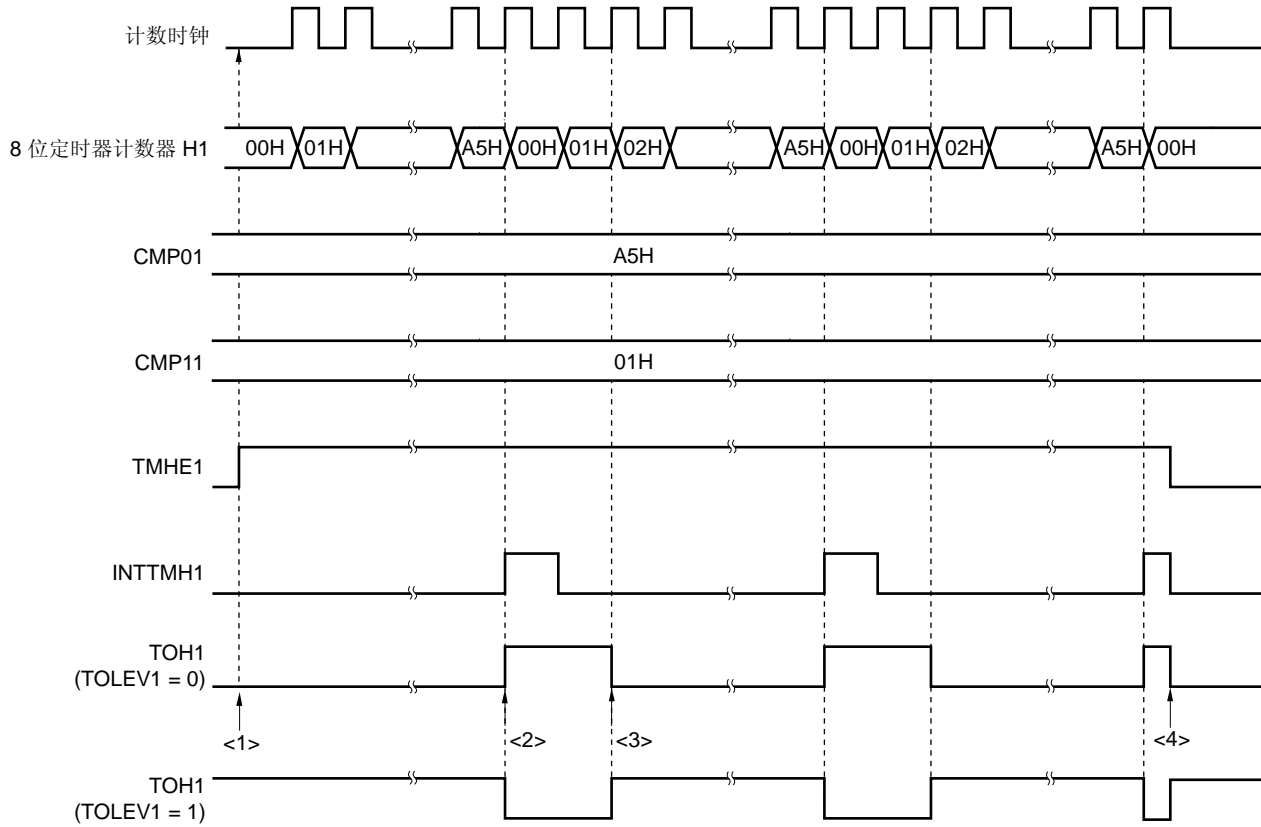 计数时钟
8 位定时器计数器 H1
00H 01H A5H 00H 01H 02H A5H 00H 01H 02H A5H 00H
CMP01
A5H
CMP11
01H
TMHE1
INTTMH1
TOH1
(TOLEV1 = 0)
<1> <2> <3> <4>
TOH1
(TOLEV1 = 1)